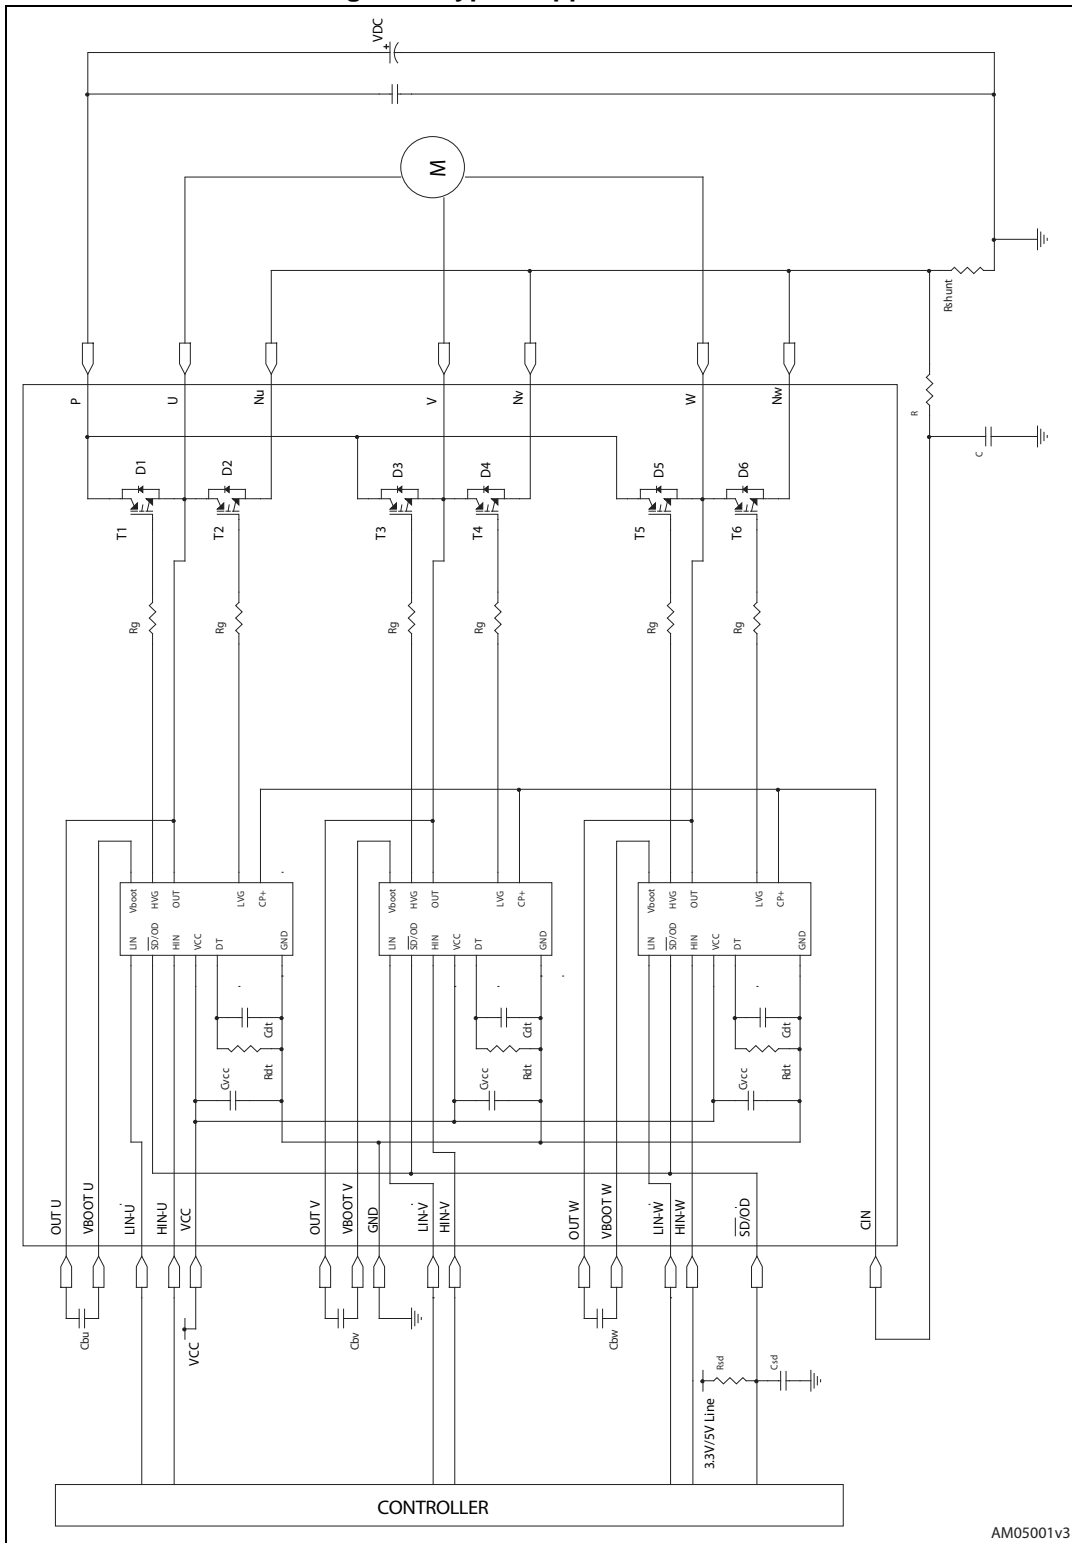 VDC
+
M
Rshunt
P
U
Nu
V
Nv
W
Nw
R
C
D1
D2
D3
D4
D5
D6
T1
T2
T3
T4
T5
T6
Rg
Rg
Rg
Rg
Rg
Rg
Vboot
HVG
OUT
LVG
CP+
LIN
SD/OD
HIN
VCC
DT
GND
Vboot
HVG
OUT
LVG
CP+
LIN
SD/OD
HIN
VCC
DT
GND
Vboot
HVG
OUT
LVG
CP+
LIN
SD/OD
HIN
VCC
DT
GND
Cdt
Rdt
Cvcc
Cdt
Rdt
Cvcc
Cdt
Rdt
Cvcc
OUT U
VBOOT U
LIN-U
HIN-U
VCC
OUT V
VBOOT V
GND
LIN-V
HIN-V
OUT W
VBOOT W
LIN-W
HIN-W
SD/OD
CIN
Cbu
VCC
Cbv
Cbw
3.3V/5V Line
Rsd
Csd
CONTROLLER
AM05001v3